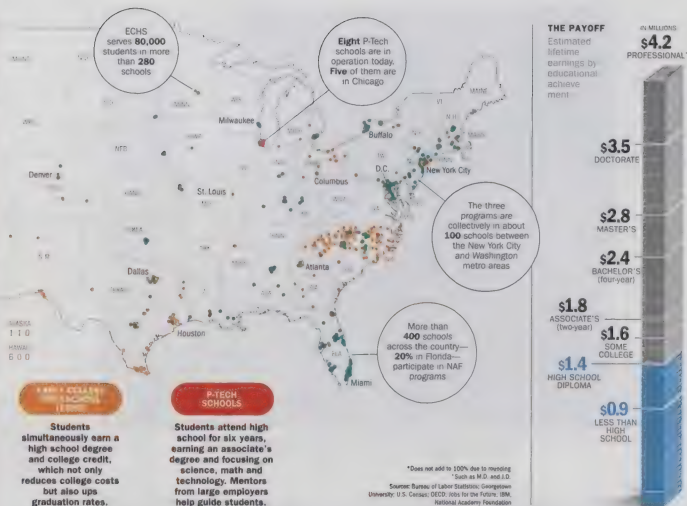 ECHS
serves 80,000
students in more
than 280
schools
Eight P-Tech
schools are in
operation today.
Five of them are
in Chicago
Milwaukee
Buffalo
MAINE
VT
Denver
St. Louis
Columbus
D.C.
New York City
The three
programs are
collectively in about
100 schools between
the New York City
and Washington
metro areas
Dallas
Atlanta
Houston
More than
400 schools
across the country—
20% in Florida—
participate in NAF
programs
Miami
P-TECH
SCHOOLS
Students
simultaneously earn a
high school degree
and college credit,
which not only
reduces college costs
but also ups
graduation rates.
Students attend high
school for six years,
earning an associate's
degree and focusing on
science, math and
technology. Mentors
from large employers
help guide students.
*Does not add to 100% due to rounding
Such as M.D. and J.D.
Sources: Bureau of Labor Statistics; Georgetown
University; U.S. Census; OECD; Jobs for the Future, IBM,
National Academy Foundation
THE PAYOFF
Estimated
lifetime
earnings by
educational
achieve
ment
IN MILLIONS
$4.2
PROFESSIONAL
$3.5
DOCTORATE
$2.8
MASTER'S
$2.4
BACHELOR'S
(four-year)
$1.8
ASSOCIATE'S
(two-year)
$1.6
SOME
COLLEGE
$1.4
HIGH SCHOOL
DIPLOMA
$0.9
LESS THAN
HIGH
SCHOOL